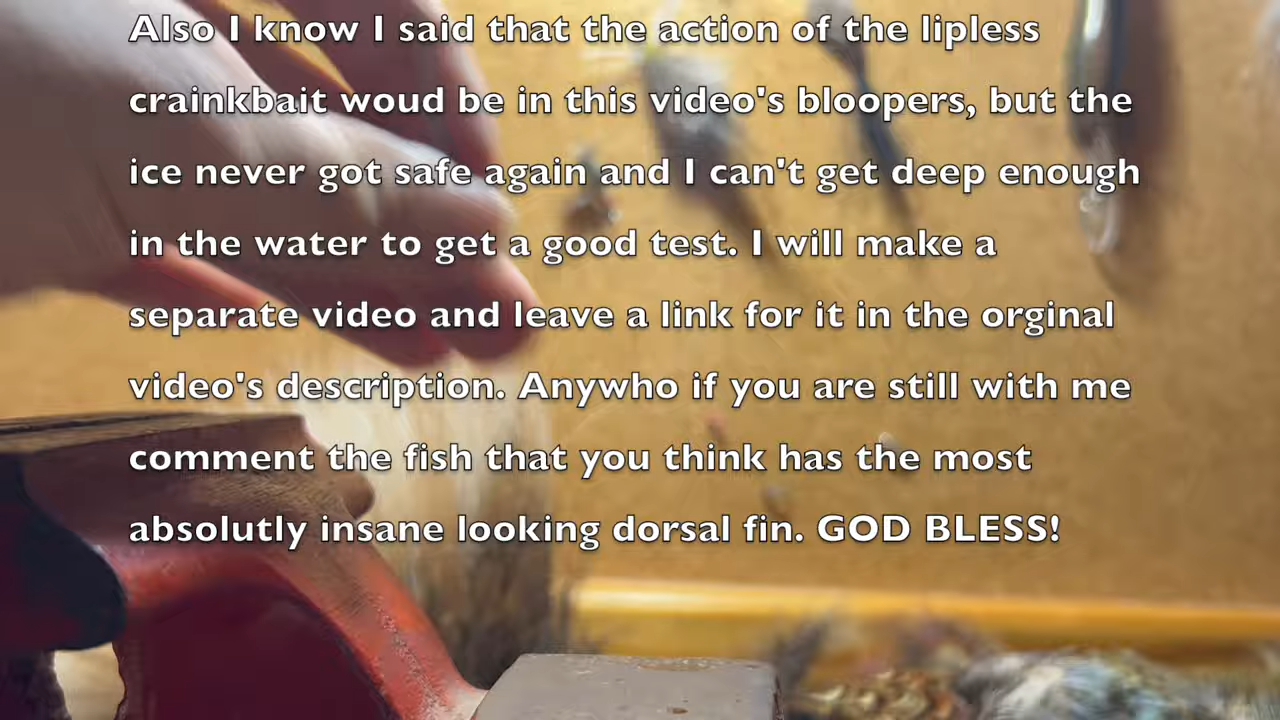 Also I know I said that the action of the lipless
crainkbait woud be in this video's bloopers, but the
ice never got safe again and I can't get deep enough
in the water to get a good test. I will make a
separate video and leave a link for it in the orginal
video's description. Anywho if you are still with me
comment the fish that you think has the most
absolutly insane looking dorsal fin. GOD BLESS!